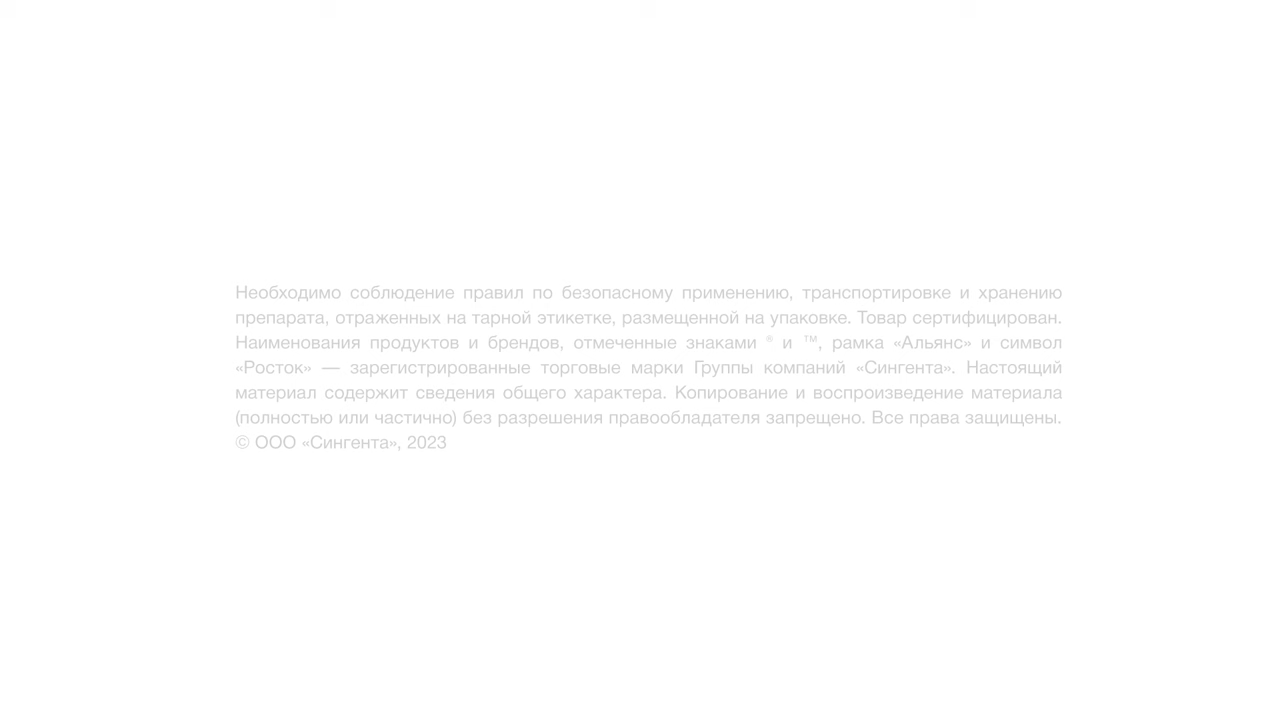 Необходимо соблюдение правил по безопасному применению, транспортировке и хранению
препарата, отраженных на тарной этикетке, размещенной на упаковке. Товар сертифицирован.
Наименования продуктов и брендов, отмеченные знаками ® и ™, рамка «Альянс» и символ
«Росток» — зарегистрированные торговые марки Группы компаний «Сингента». Настоящий
материал содержит сведения общего характера. Копирование и воспроизведение материала
(полностью или частично) без разрешения правообладателя запрещено. Все права защищены.
© ООО «Сингента», 2023